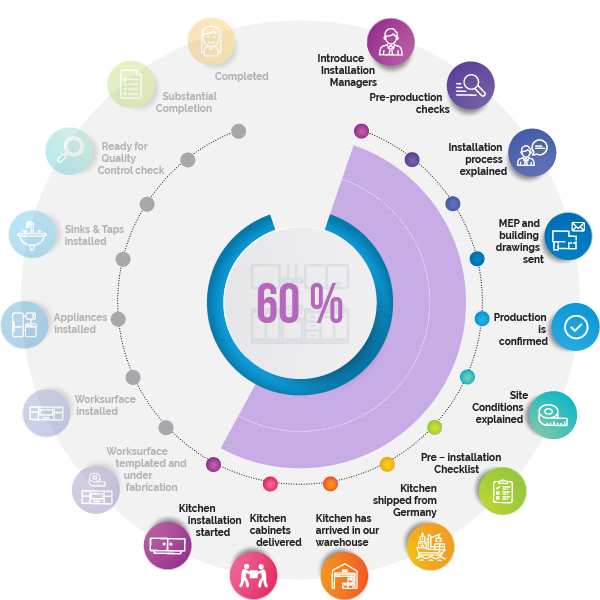 Introduce
Installation
Managers
Pre-production
checks
Installation
process
explained
MEP and
building
drawings
sent
Production
is
confirmed
Site
Conditions
explained
Pre – installation
Checklist
Kitchen
shipped from
Germany
Kitchen has
arrived in our
warehouse
Kitchen
cabinets
delivered
Kitchen
installation
started
Worksurface
templated and
under
fabrication
Worksurface
installed
Appliances
installed
Sinks & Taps
installed
Ready for
Quality
Control check
Substantial
Completion
Completed
60 %